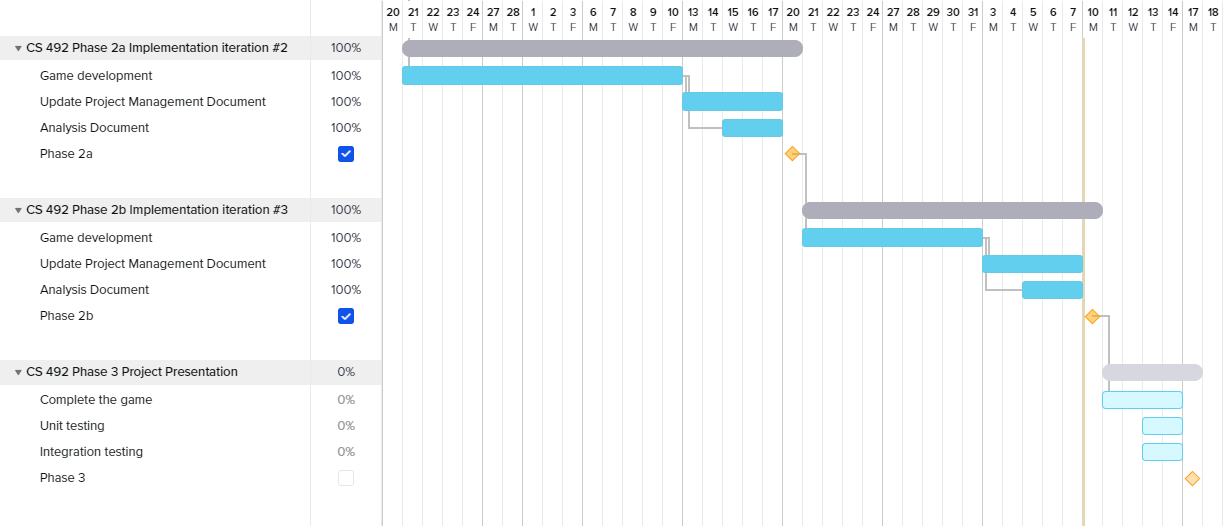 20 21 22 23 24 27 28 1 2 3 6 7 8 9 10 13 14 15 16 17 20 21 22 23 24 27 28 29 30 31 3 4 5 6 7 10 11 12 13 14 17 18
M T W T F M T W T F M T W T F M T W T F M T W T F M T W T F M T W T F M T W T F M T
CS 492 Phase 2a Implementation iteration #2 100%
Game development 100%
Update Project Management Document 100%
Analysis Document 100%
Phase 2a
CS 492 Phase 2b Implementation iteration #3 100%
Game development 100%
Update Project Management Document 100%
Analysis Document 100%
Phase 2b
CS 492 Phase 3 Project Presentation 0%
Complete the game 0%
Unit testing 0%
Integration testing 0%
Phase 3